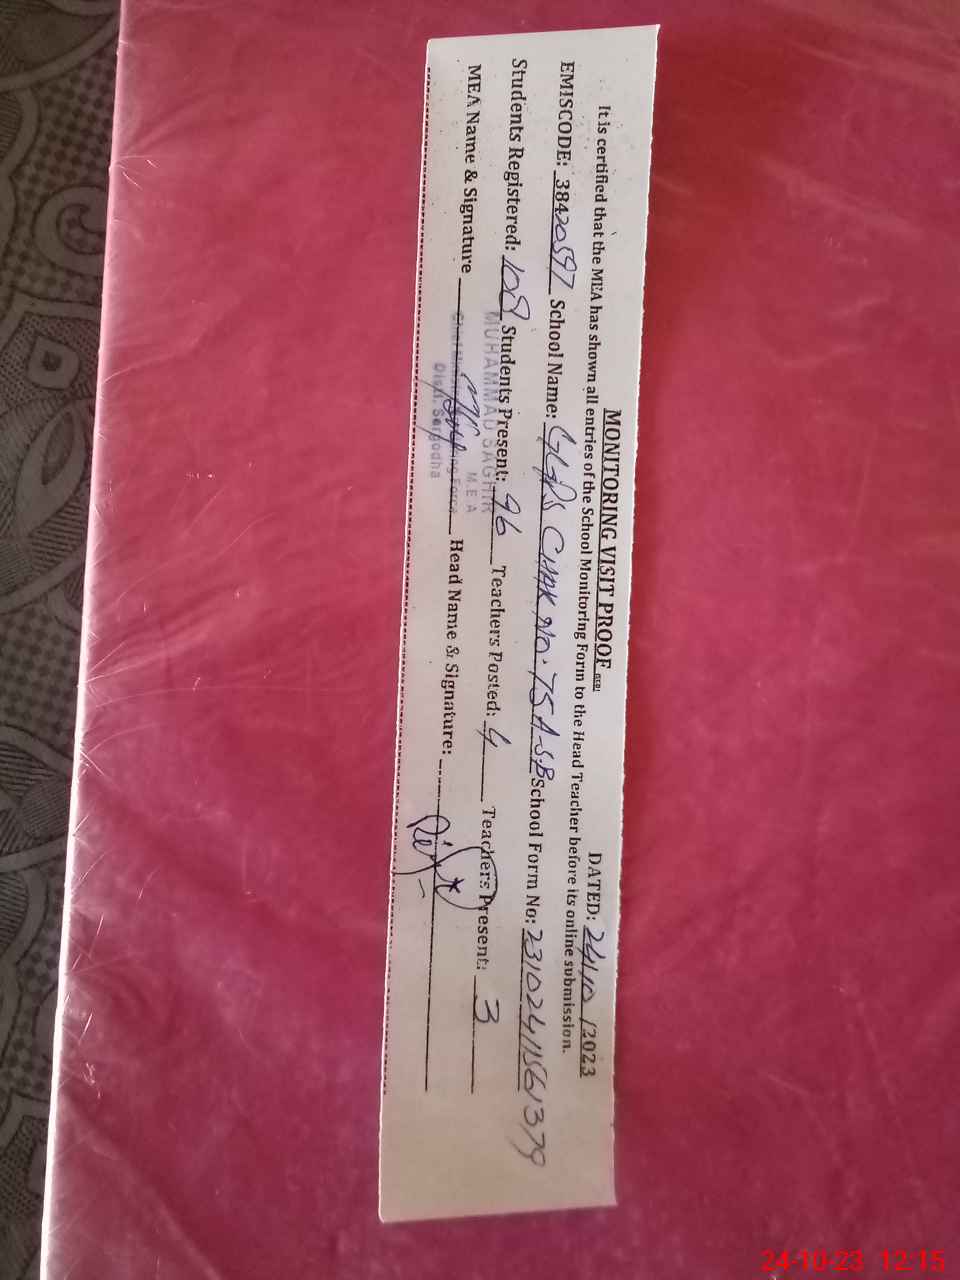 MONITORING VISIT PROOF DATED: 24/10/2023
It is certified that the MEA has shown all entries of the School Monitoring Form to the Head Teacher before its online submission.
EMISCODE: 38420597 School Name: GGPS CHAK NO. 75 A-S.B School Form No: 23102411561379
Students Registered: 108 Students Present: 96 Teachers Posted: 4 Teachers Present: 3
MUHAMMAD SAGHIR
M.E.A
MEA Name & Signature Head Name & Signature:
Distt. Sargodha
24-10-23 12:15